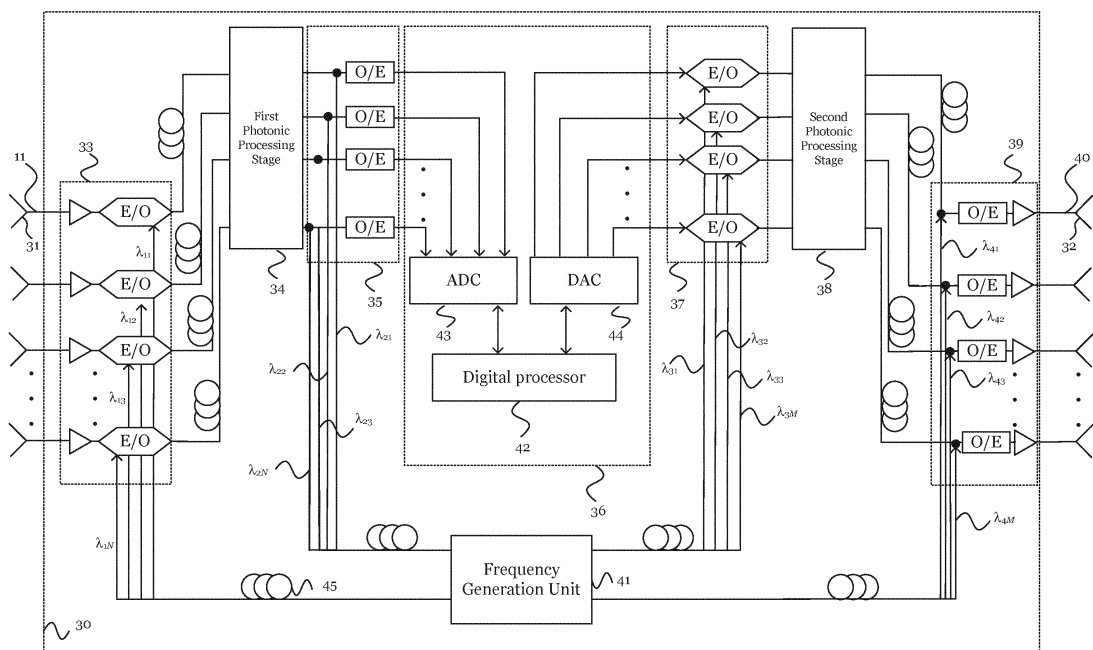 11
33
31
E/O
E/O
E/O
E/O
λ11
λ12
λ13
λ1N
First
Photonic
Processing
Stage
34
O/E
O/E
O/E
O/E
35
λ21
λ22
λ23
λ2N
ADC
43
DAC
44
Digital processor
42
36
E/O
E/O
E/O
E/O
37
λ31
λ32
λ33
λ3M
Second
Photonic
Processing
Stage
38
39
40
32
O/E
O/E
O/E
O/E
λ41
λ42
λ43
λ4M
Frequency
Generation Unit
41
45
30